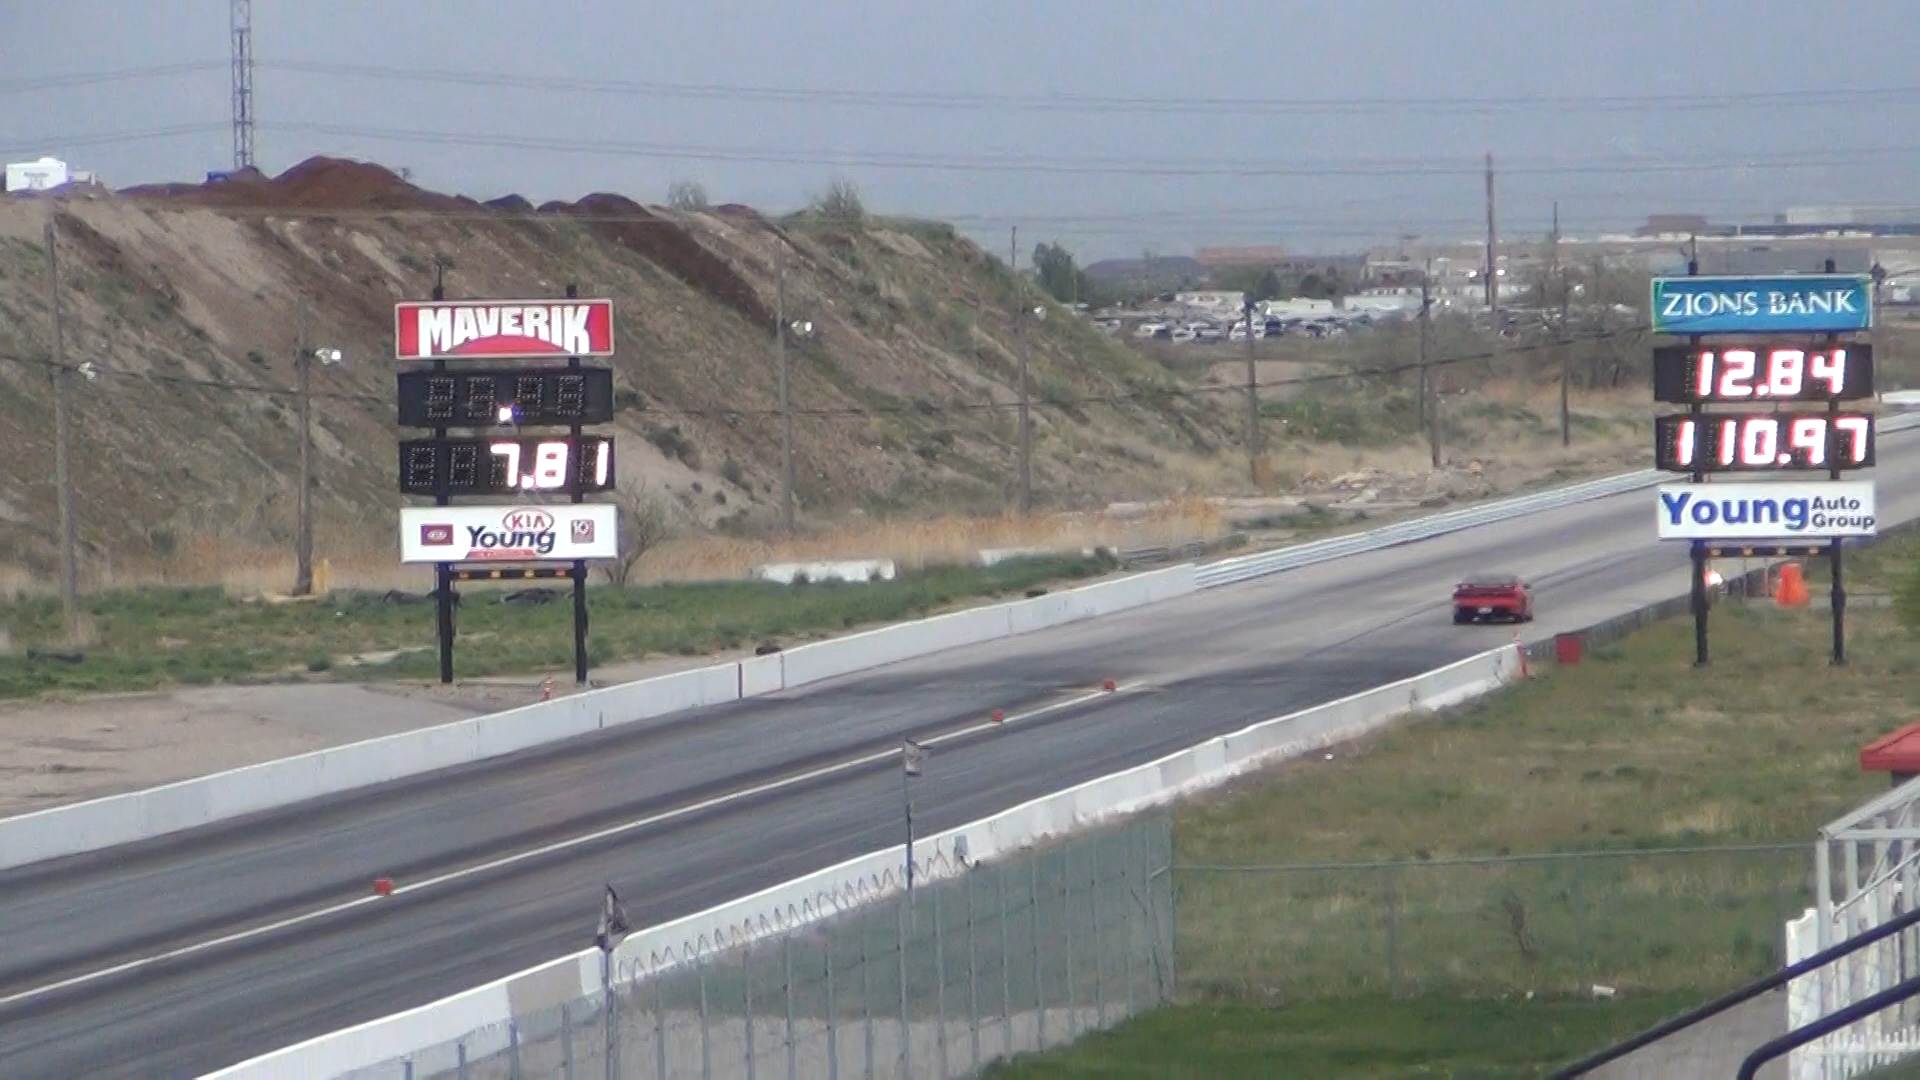 MAVERIK
7.81
KIA
Young
ZIONS BANK
12.84
110.97
Young Auto
Group